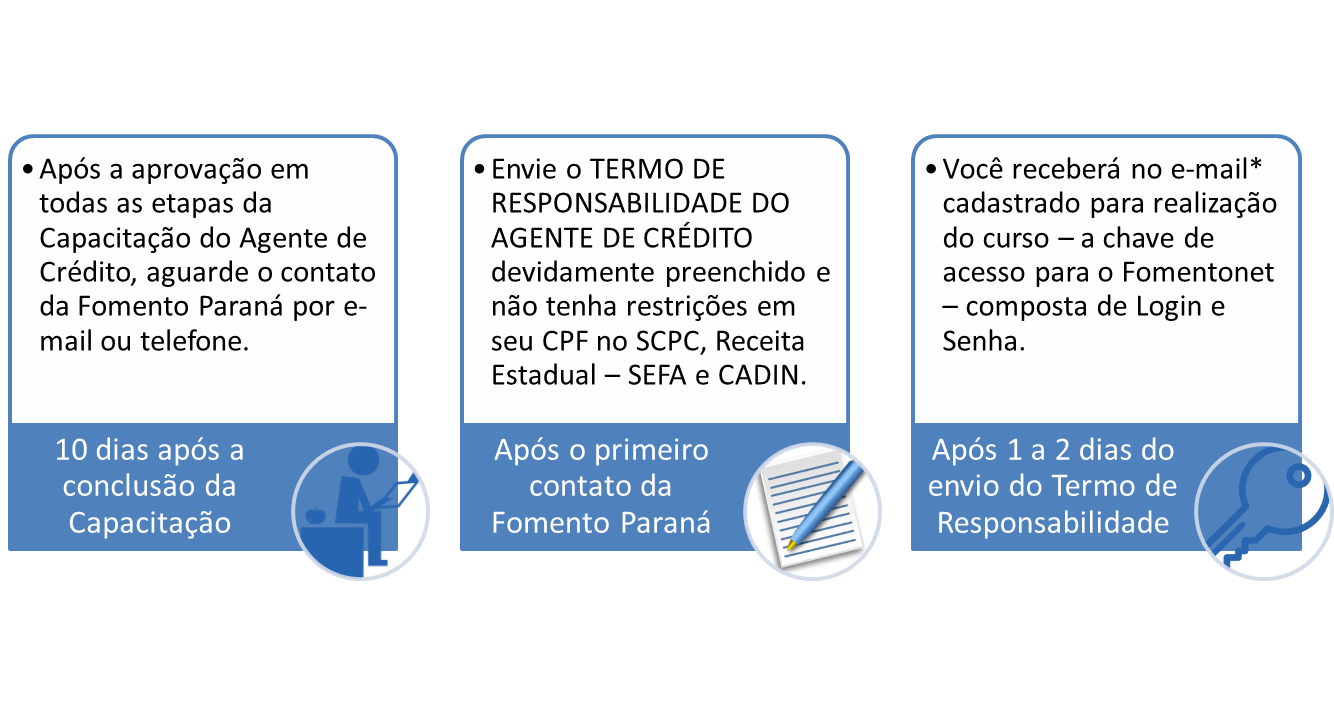 •Após a aprovação em
todas as etapas da
Capacitação do Agente de
Crédito, aguarde o contato
da Fomento Paraná por e-
mail ou telefone.
10 dias após a
conclusão da
Capacitação
•Envie o TERMO DE
RESPONSABILIDADE DO
AGENTE DE CRÉDITO
devidamente preenchido e
não tenha restrições em
seu CPF no SCPC, Receita
Estadual – SEFA e CADIN.
Após o primeiro
contato da
Fomento Paraná
•Você receberá no e-mail*
cadastrado para realização
do curso – a chave de
acesso para o Fomentonet
– composta de Login e
Senha.
Após 1 a 2 dias do
envio do Termo de
Responsabilidade